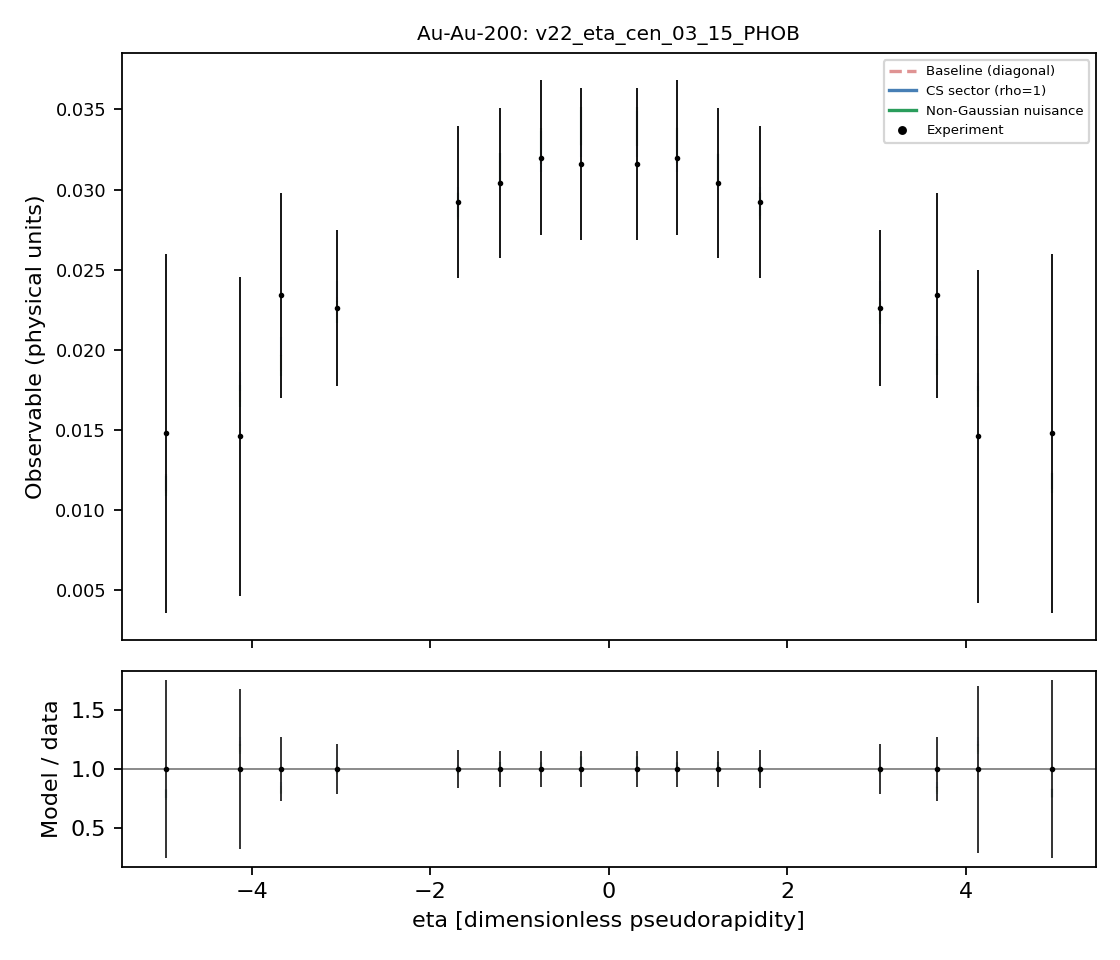 Au-Au-200: v22_eta_cen_03_15_PHOB
Baseline (diagonal)
CS sector (rho=1)
Non-Gaussian nuisance
Experiment
Observable (physical units)
0.035
0.030
0.025
0.020
0.015
0.010
0.005
Model / data
1.5
1.0
0.5
−4
−2
0
2
4
eta [dimensionless pseudorapidity]